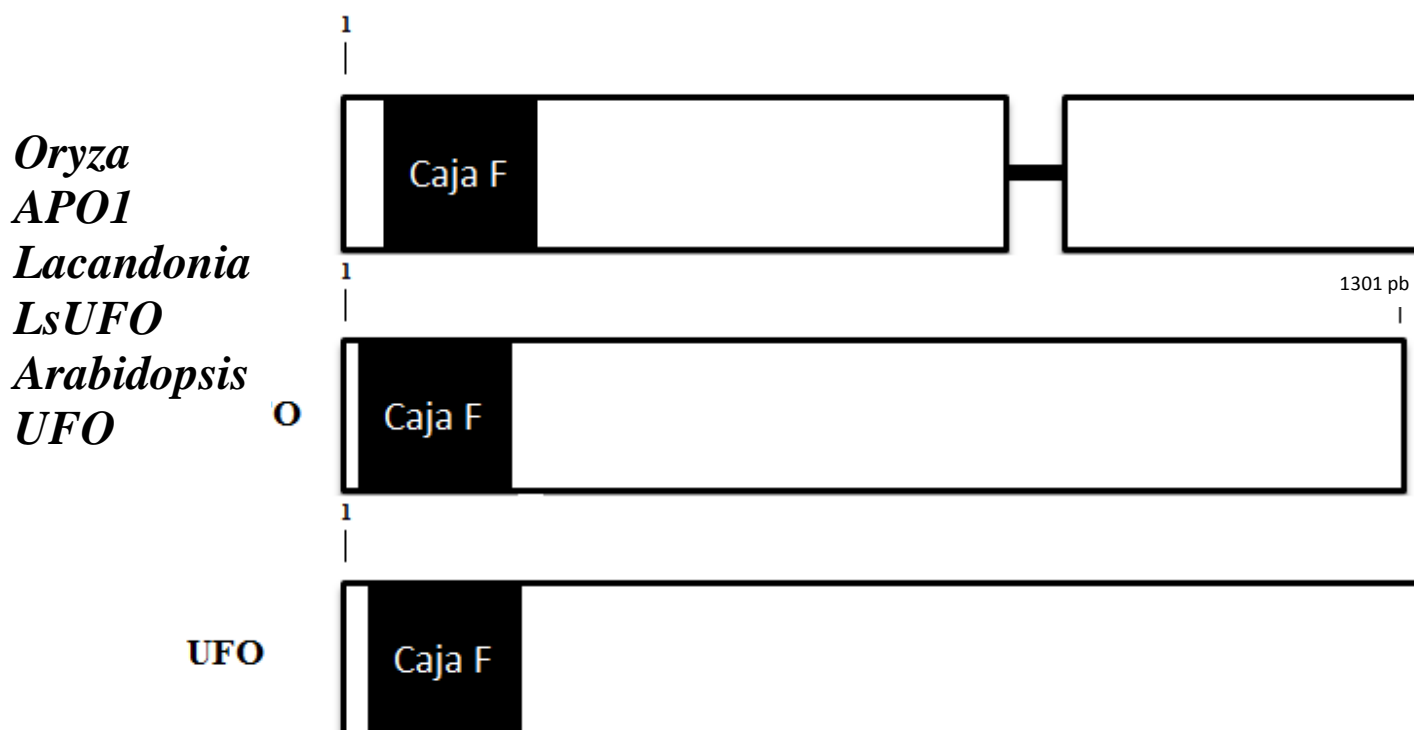 1
Caja F
Oryza
APO1
Lacandonia
LsUFO
Arabidopsis
UFO
1
1301 pb
O
Caja F
1
UFO
Caja F